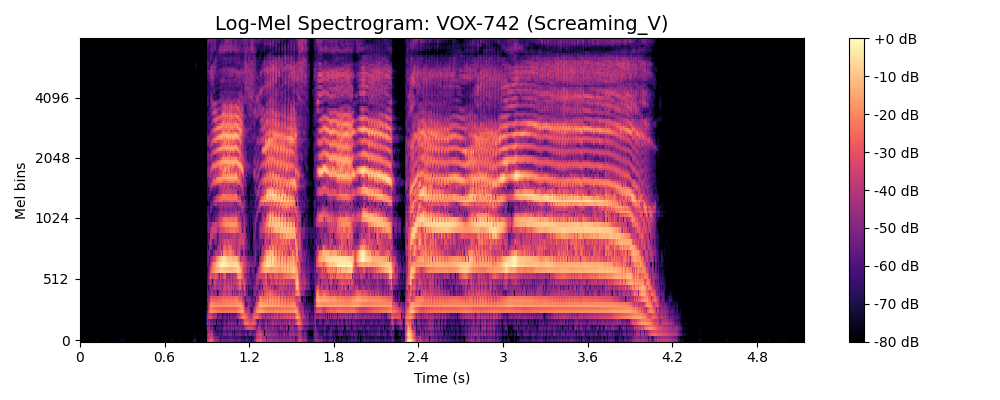 Log-Mel Spectrogram: VOX-742 (Screaming_V)
Mel bins
4096
2048
1024
512
0
0
0.6
1.2
1.8
2.4
3
3.6
4.2
4.8
Time (s)
+0 dB
-10 dB
-20 dB
-30 dB
-40 dB
-50 dB
-60 dB
-70 dB
-80 dB